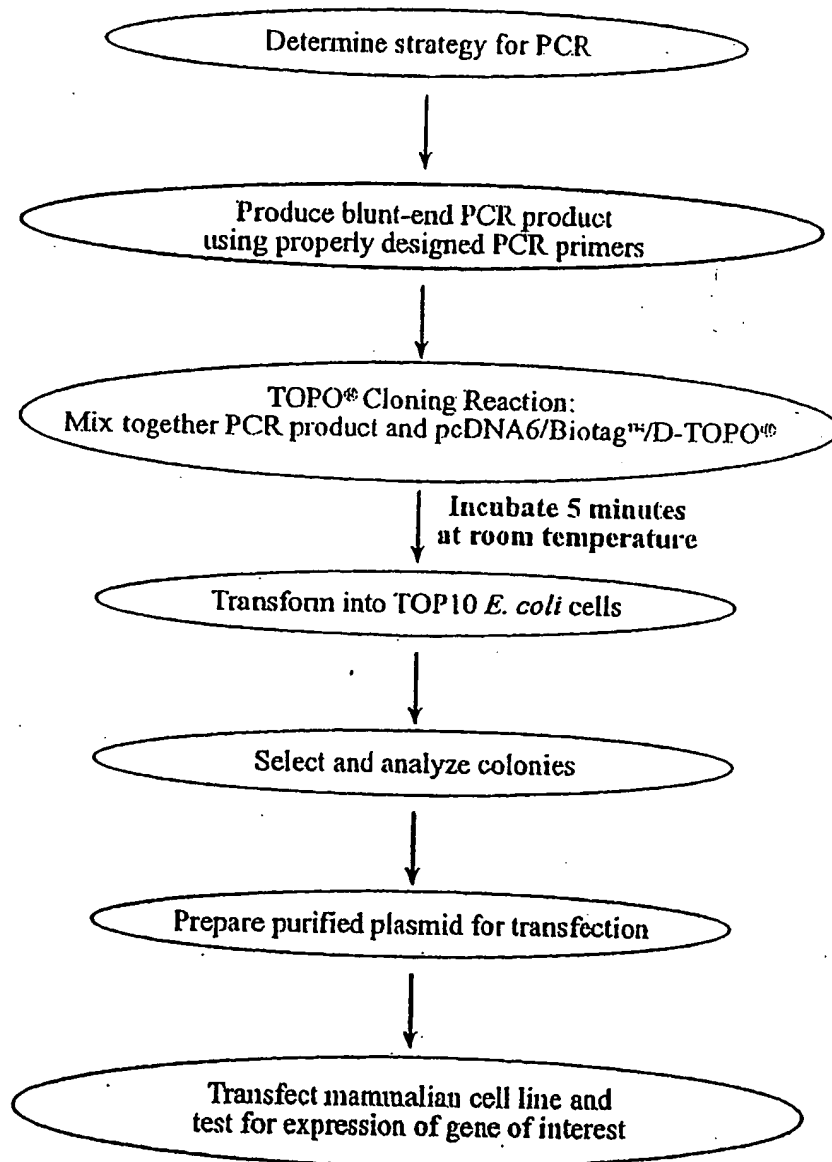 Determine strategy for PCR
Produce blunt-end PCR product
using properly designed PCR primers
TOPO® Cloning Reaction:
Mix together PCR product and pcDNA6/Biotag™/D-TOPO®
Incubate 5 minutes
at room temperature
Transform into TOP10 E. coli cells
Select and analyze colonies
Prepare purified plasmid for transfection
Transfect mammalian cell line and
test for expression of gene of interest